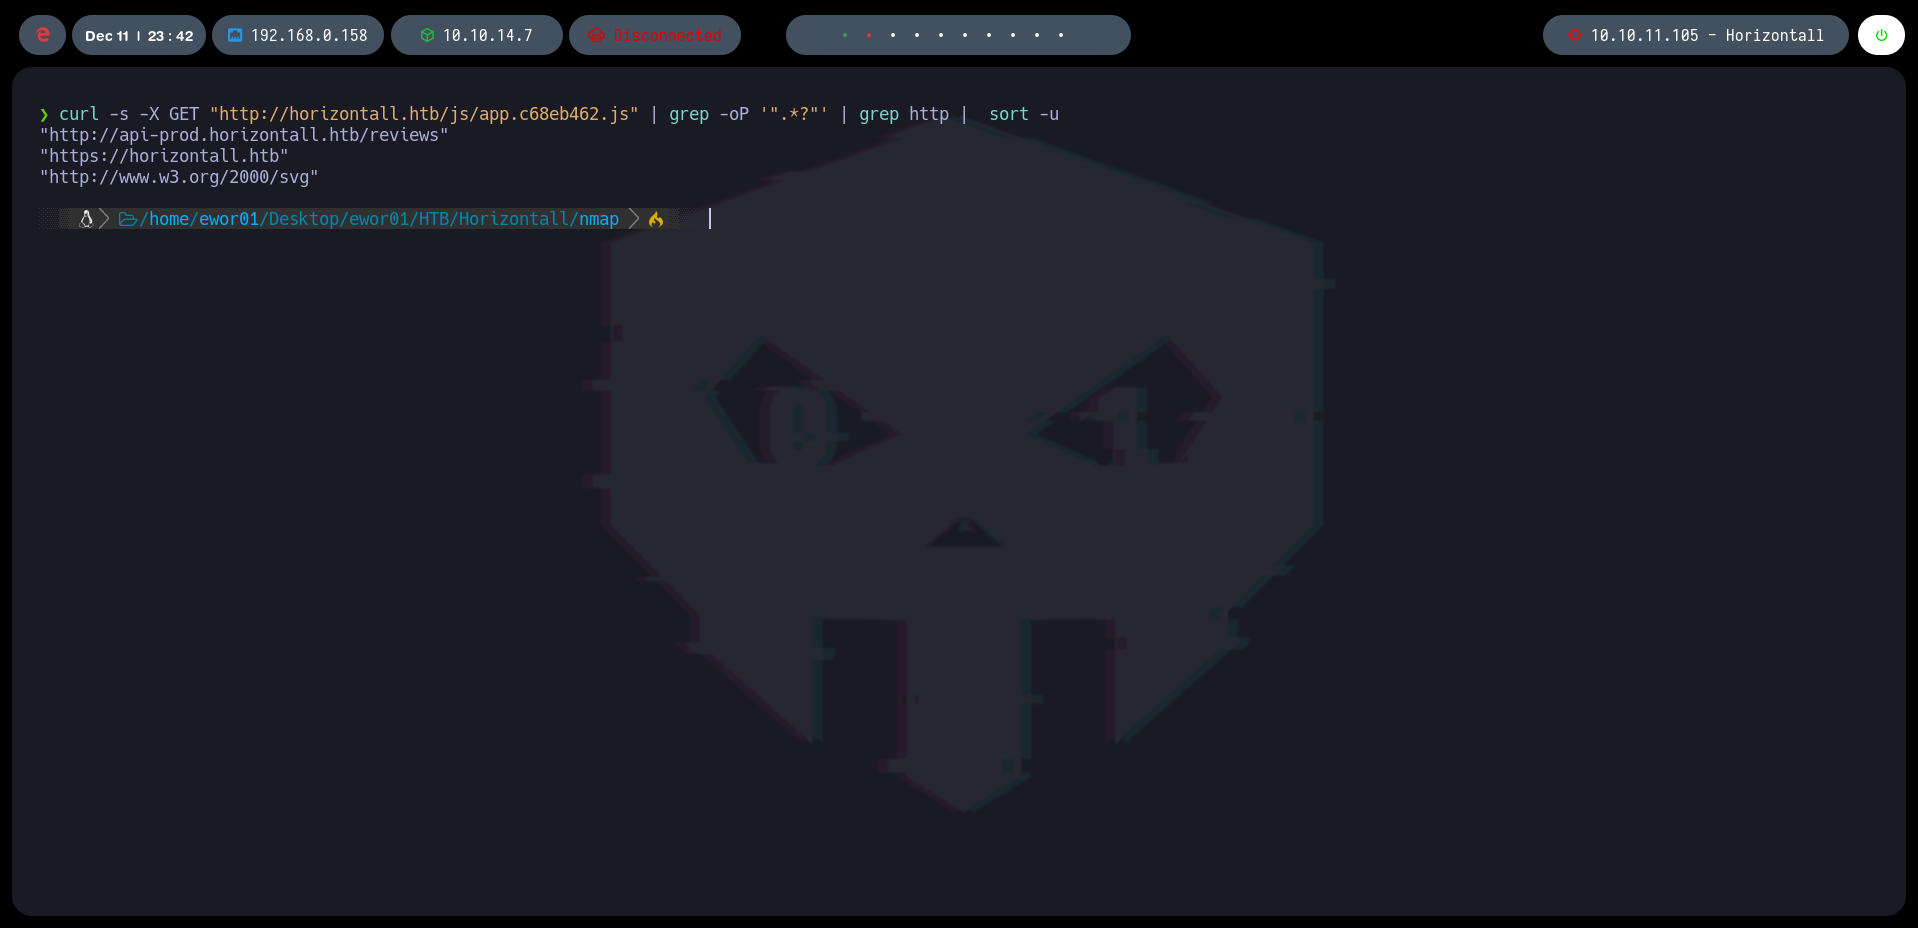 Dec 11 | 23 : 42
192.168.0.158
10.10.14.7
Disconnected
10.10.11.105 - Horizontall
❯ curl -s -X GET "http://horizontall.htb/js/app.c68eb462.js" | grep -oP '".*?"' | grep http |  sort -u
"http://api-prod.horizontall.htb/reviews"
"https://horizontall.htb"
"http://www.w3.org/2000/svg"
/home/ewor01/Desktop/ewor01/HTB/Horizontall/nmap
0 1